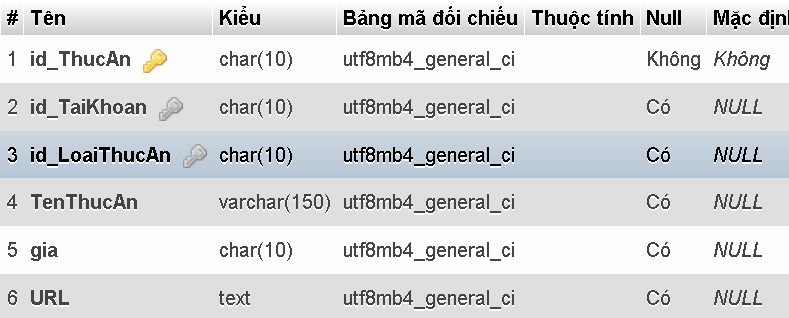 # Tên Kiểu Bảng mã đối chiếu Thuộc tính Null Mặc định
1 id_ThucAn char(10) utf8mb4_general_ci Không Không
2 id_TaiKhoan char(10) utf8mb4_general_ci Có NULL
3 id_LoaiThucAn char(10) utf8mb4_general_ci Có NULL
4 TenThucAn varchar(150) utf8mb4_general_ci Có NULL
5 gia char(10) utf8mb4_general_ci Có NULL
6 URL text utf8mb4_general_ci Có NULL